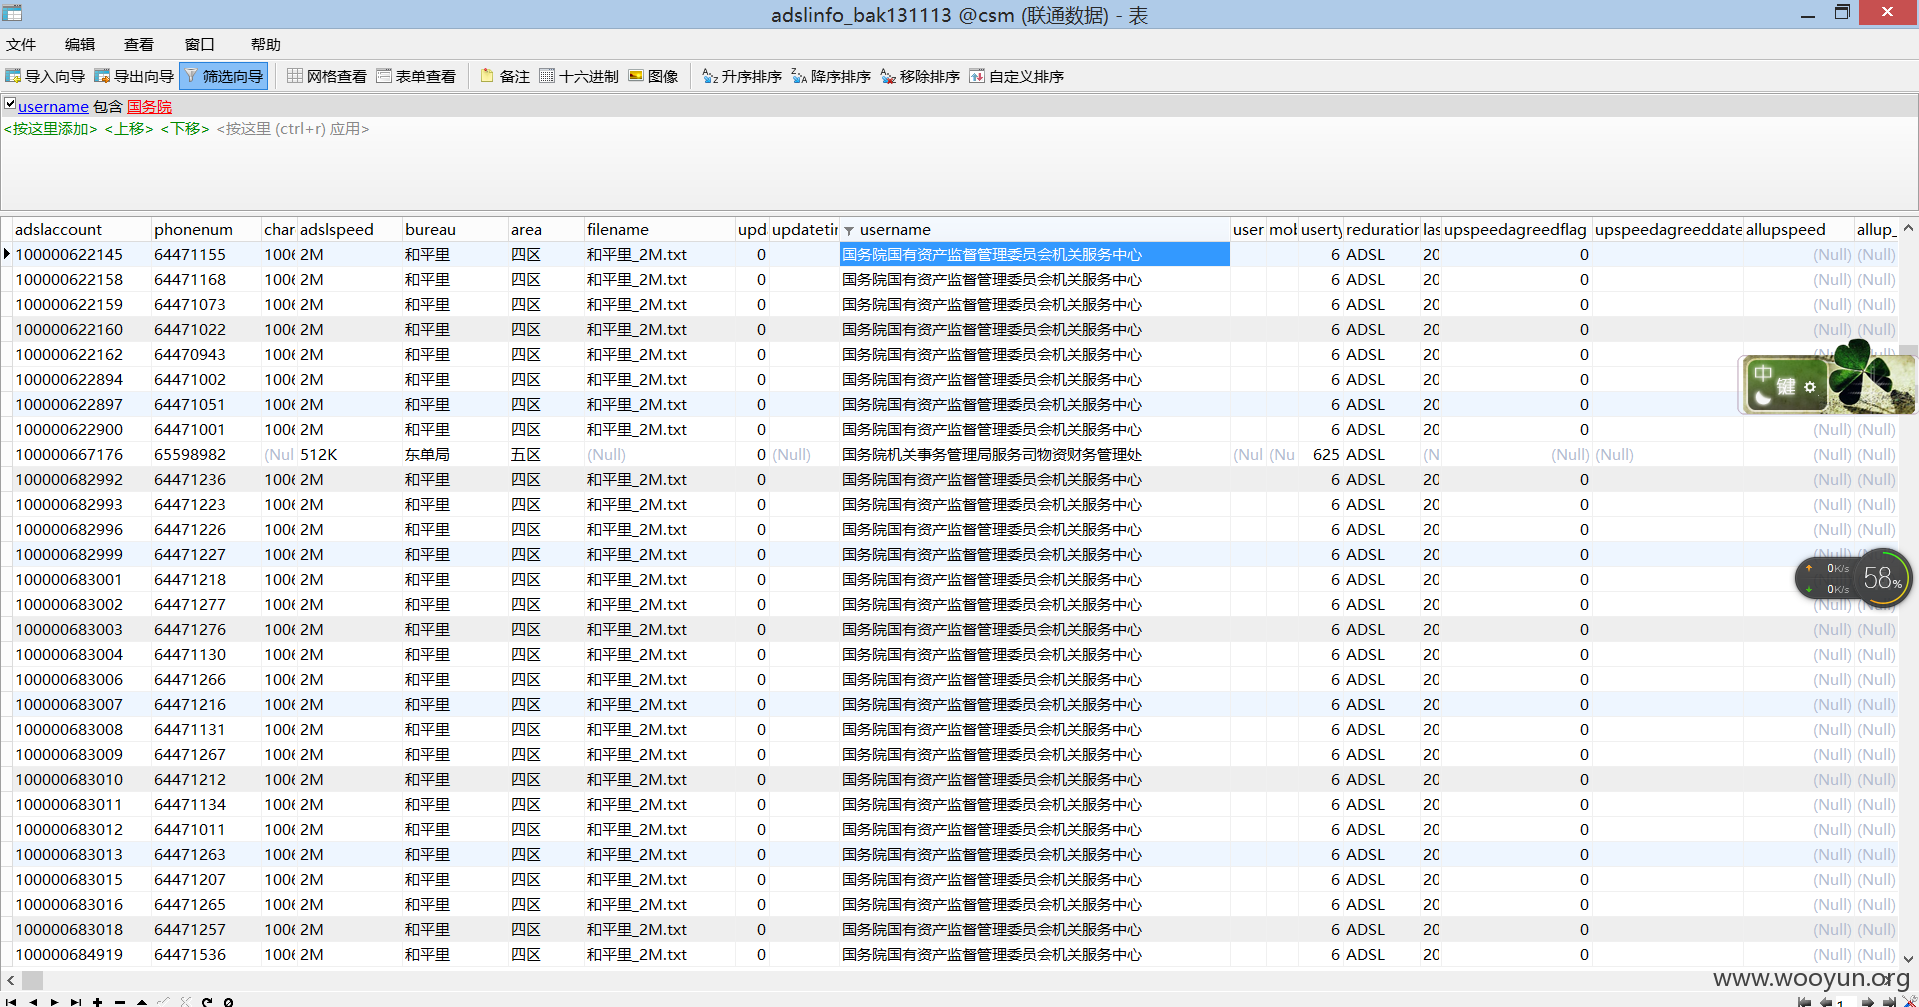 adslinfo_bak131113 @csm (联通数据) - 表
文件 编辑 查看 窗口 帮助
导入向导 导出向导 筛选向导 网格查看 表单查看 备注 十六进制 图像 升序排序 降序排序 移除排序 自定义排序
username 包含 国务院
<按这里添加> <上移> <下移> <按这里 (ctrl+r) 应用>
adslaccount phonenum char adslspeed bureau area filename upd updatetir username user mob userty reduration las upspeedagreedflag upspeedagreeddate allupspeed allup_
100000622145 64471155 1006 2M 和平里 四区 和平里_2M.txt 0 国务院国有资产监督管理委员会机关服务中心 6 ADSL 20 0 (Null) (Null)
100000622158 64471168 1006 2M 和平里 四区 和平里_2M.txt 0 国务院国有资产监督管理委员会机关服务中心 6 ADSL 20 0 (Null) (Null)
100000622159 64471073 1006 2M 和平里 四区 和平里_2M.txt 0 国务院国有资产监督管理委员会机关服务中心 6 ADSL 20 0 (Null) (Null)
100000622160 64471022 1006 2M 和平里 四区 和平里_2M.txt 0 国务院国有资产监督管理委员会机关服务中心 6 ADSL 20 0 (Null) (Null)
100000622162 64470943 1006 2M 和平里 四区 和平里_2M.txt 0 国务院国有资产监督管理委员会机关服务中心 6 ADSL 20 0 (Null) (Null)
100000622894 64471002 1006 2M 和平里 四区 和平里_2M.txt 0 国务院国有资产监督管理委员会机关服务中心 6 ADSL 20 0
中 键
100000622897 64471051 1006 2M 和平里 四区 和平里_2M.txt 0 国务院国有资产监督管理委员会机关服务中心 6 ADSL 20 0
100000622900 64471001 1006 2M 和平里 四区 和平里_2M.txt 0 国务院国有资产监督管理委员会机关服务中心 6 ADSL 20 0 (Null) (Null)
100000667176 65598982 (Nul 512K 东单局 五区 (Null) 0 (Null) 国务院机关事务管理局服务司物资财务管理处 (Nul (Nu 625 ADSL (N (Null) (Null) (Null) (Null)
100000682992 64471236 1006 2M 和平里 四区 和平里_2M.txt 0 国务院国有资产监督管理委员会机关服务中心 6 ADSL 20 0 (Null) (Null)
100000682993 64471223 1006 2M 和平里 四区 和平里_2M.txt 0 国务院国有资产监督管理委员会机关服务中心 6 ADSL 20 0 (Null) (Null)
100000682996 64471226 1006 2M 和平里 四区 和平里_2M.txt 0 国务院国有资产监督管理委员会机关服务中心 6 ADSL 20 0 (Null) (Null)
100000682999 64471227 1006 2M 和平里 四区 和平里_2M.txt 0 国务院国有资产监督管理委员会机关服务中心 6 ADSL 20 0 (Null) (Null)
100000683001 64471218 1006 2M 和平里 四区 和平里_2M.txt 0 国务院国有资产监督管理委员会机关服务中心 6 ADSL 20 0
0K/s 0K/s 58%
100000683002 64471277 1006 2M 和平里 四区 和平里_2M.txt 0 国务院国有资产监督管理委员会机关服务中心 6 ADSL 20 0 (Null) (Null)
100000683003 64471276 1006 2M 和平里 四区 和平里_2M.txt 0 国务院国有资产监督管理委员会机关服务中心 6 ADSL 20 0 (Null) (Null)
100000683004 64471130 1006 2M 和平里 四区 和平里_2M.txt 0 国务院国有资产监督管理委员会机关服务中心 6 ADSL 20 0 (Null) (Null)
100000683006 64471266 1006 2M 和平里 四区 和平里_2M.txt 0 国务院国有资产监督管理委员会机关服务中心 6 ADSL 20 0 (Null) (Null)
100000683007 64471216 1006 2M 和平里 四区 和平里_2M.txt 0 国务院国有资产监督管理委员会机关服务中心 6 ADSL 20 0 (Null) (Null)
100000683008 64471131 1006 2M 和平里 四区 和平里_2M.txt 0 国务院国有资产监督管理委员会机关服务中心 6 ADSL 20 0 (Null) (Null)
100000683009 64471267 1006 2M 和平里 四区 和平里_2M.txt 0 国务院国有资产监督管理委员会机关服务中心 6 ADSL 20 0 (Null) (Null)
100000683010 64471212 1006 2M 和平里 四区 和平里_2M.txt 0 国务院国有资产监督管理委员会机关服务中心 6 ADSL 20 0 (Null) (Null)
100000683011 64471134 1006 2M 和平里 四区 和平里_2M.txt 0 国务院国有资产监督管理委员会机关服务中心 6 ADSL 20 0 (Null) (Null)
100000683012 64471011 1006 2M 和平里 四区 和平里_2M.txt 0 国务院国有资产监督管理委员会机关服务中心 6 ADSL 20 0 (Null) (Null)
100000683013 64471263 1006 2M 和平里 四区 和平里_2M.txt 0 国务院国有资产监督管理委员会机关服务中心 6 ADSL 20 0 (Null) (Null)
100000683015 64471207 1006 2M 和平里 四区 和平里_2M.txt 0 国务院国有资产监督管理委员会机关服务中心 6 ADSL 20 0 (Null) (Null)
100000683016 64471265 1006 2M 和平里 四区 和平里_2M.txt 0 国务院国有资产监督管理委员会机关服务中心 6 ADSL 20 0 (Null) (Null)
100000683018 64471257 1006 2M 和平里 四区 和平里_2M.txt 0 国务院国有资产监督管理委员会机关服务中心 6 ADSL 20 0 (Null) (Null)
100000684919 64471536 1006 2M 和平里 四区 和平里_2M.txt 0 国务院国有资产监督管理委员会机关服务中心 6 ADSL 20 0 (Null) (Null)
www.wooyun.org
1